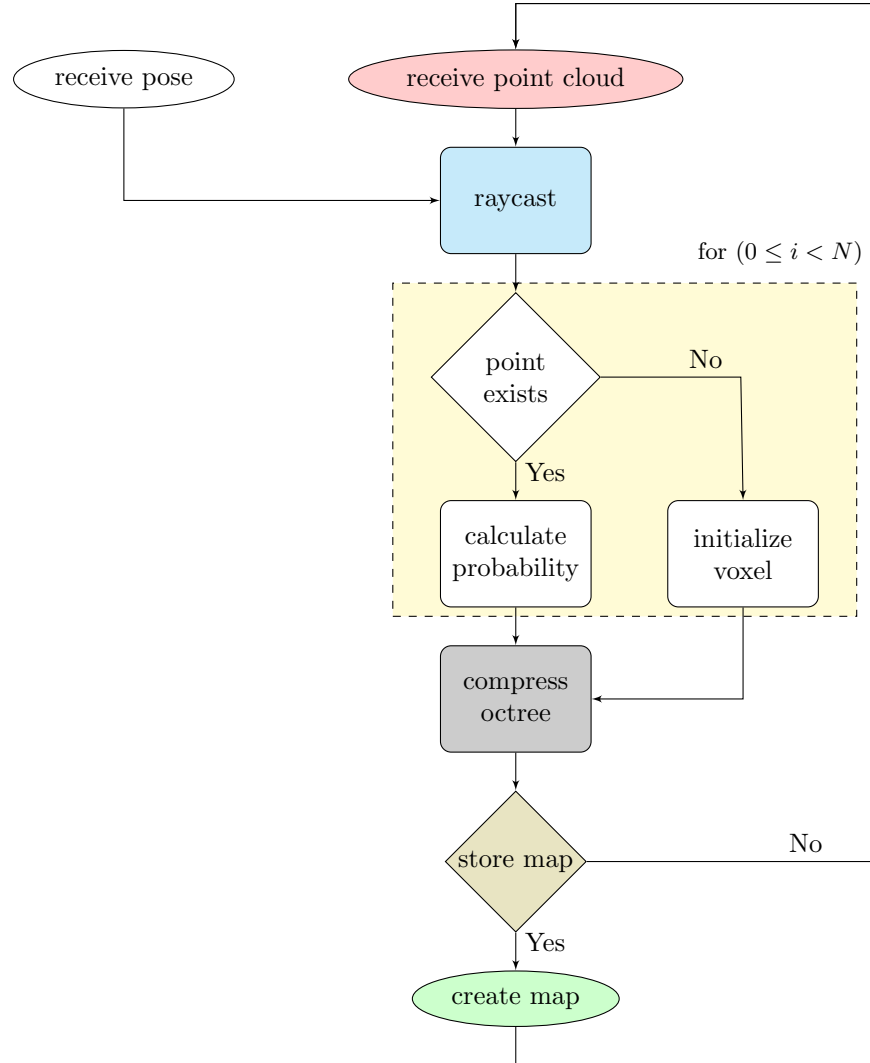 receive pose
receive point cloud
raycast
for (0 ≤ i < N)
point
exists
No
Yes
calculate
probability
initialize
voxel
compress
octree
store map
No
Yes
create map